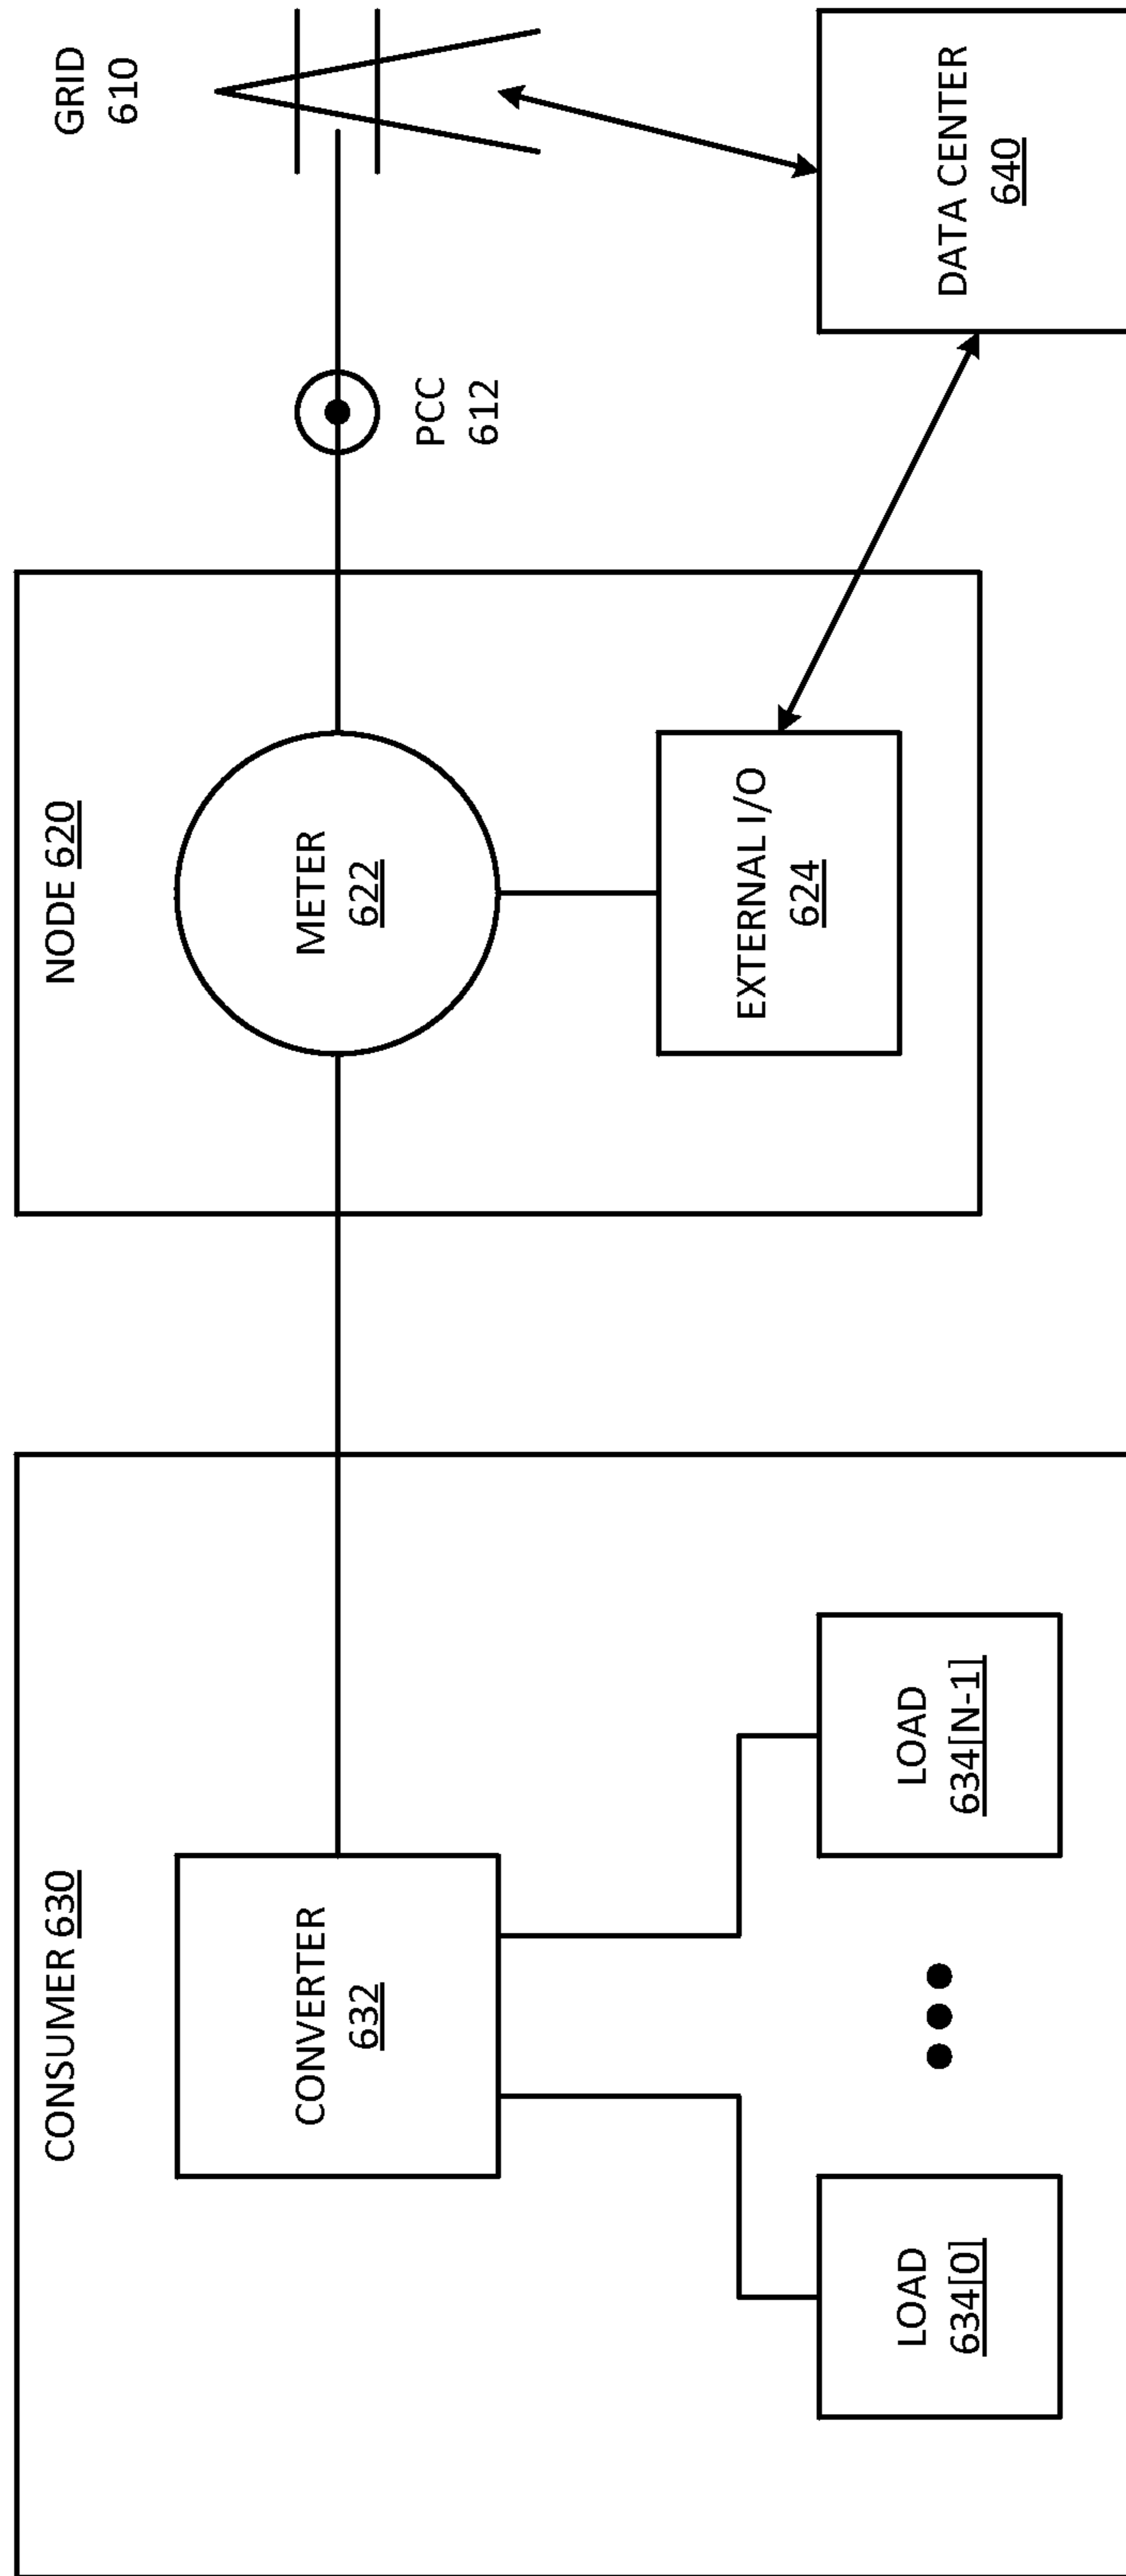 CONSUMER 630
CONVERTER
632
LOAD
634[0]
LOAD
634[N-1]
NODE 620
METER
622
EXTERNAL I/O
624
PCC
612
GRID
610
DATA CENTER
640